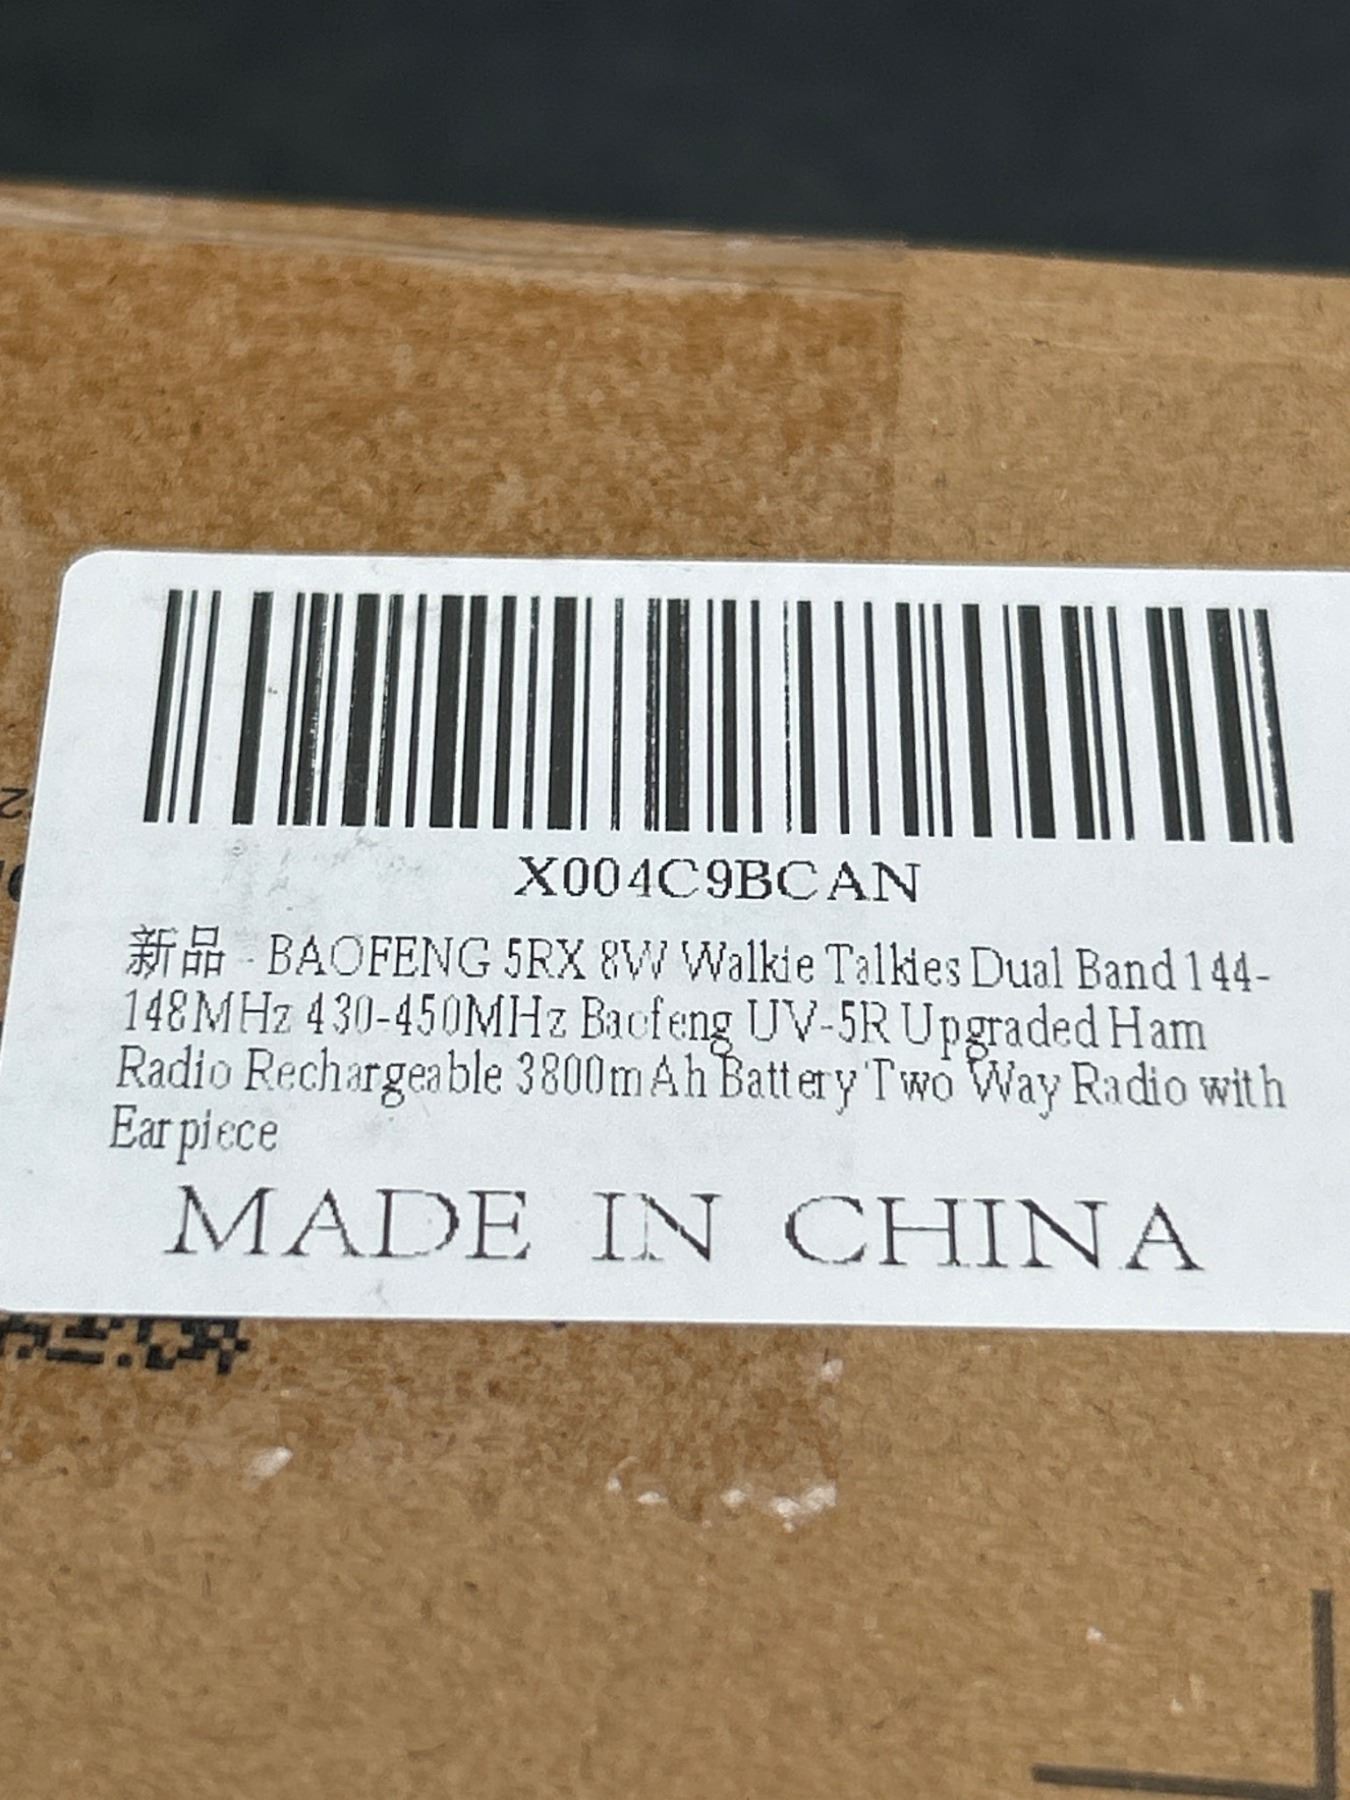 X004C9BCAN
新品 - BAOFENG 5RX 8W Walkie Talkies Dual Band 144-
148MHz 430-450MHz Baofeng UV-5R Upgraded Ham
Radio Rechargeable 3800mAh Battery Two Way Radio with
Earpiece
MADE IN CHINA